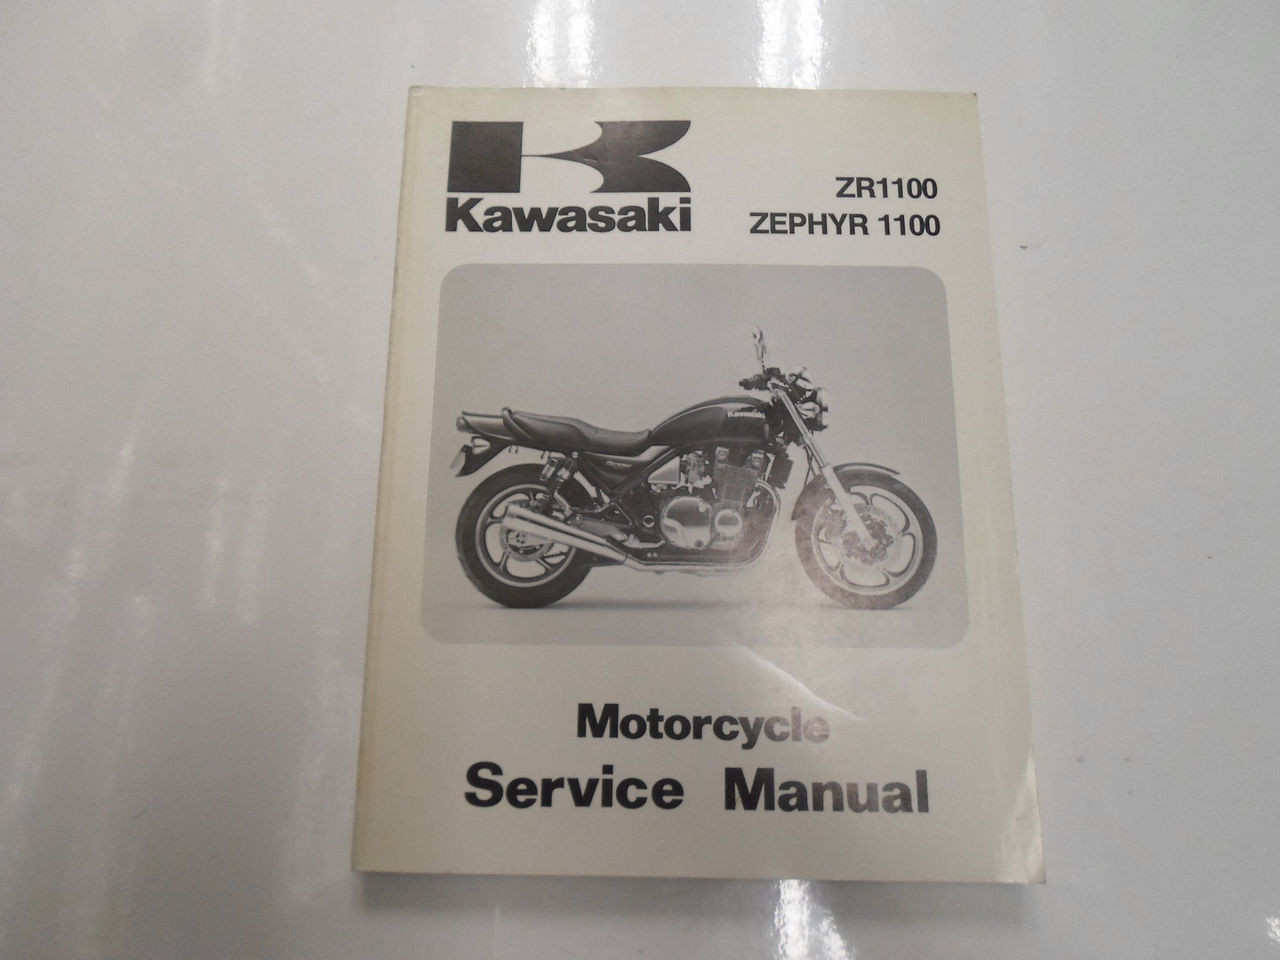 Kawasaki
ZR1100
ZEPHYR 1100
Kawasaki
Motorcycle
Service Manual